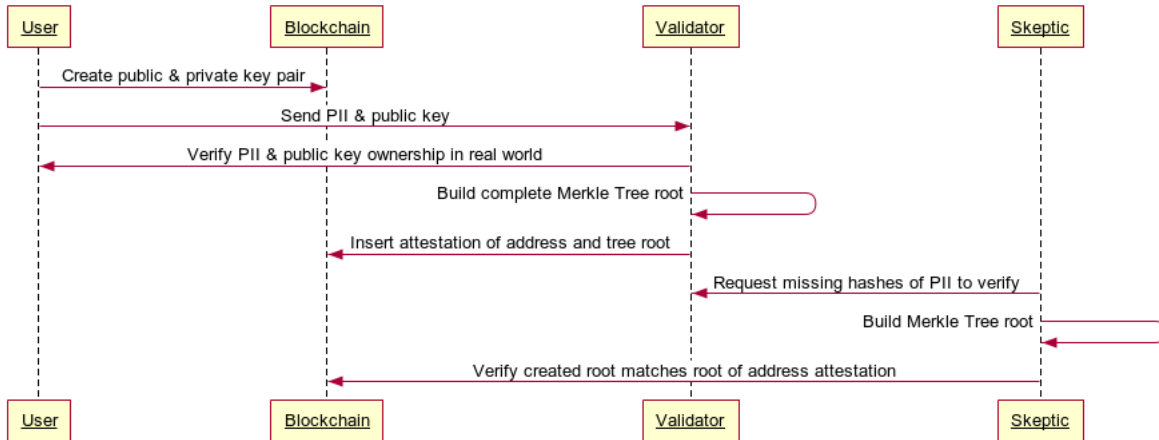 User Blockchain Validator Skeptic
Create public & private key pair
Send PII & public key
Verify PII & public key ownership in real world
Build complete Merkle Tree root
Insert attestation of address and tree root
Request missing hashes of PII to verify
Build Merkle Tree root
Verify created root matches root of address attestation
User Blockchain Validator Skeptic